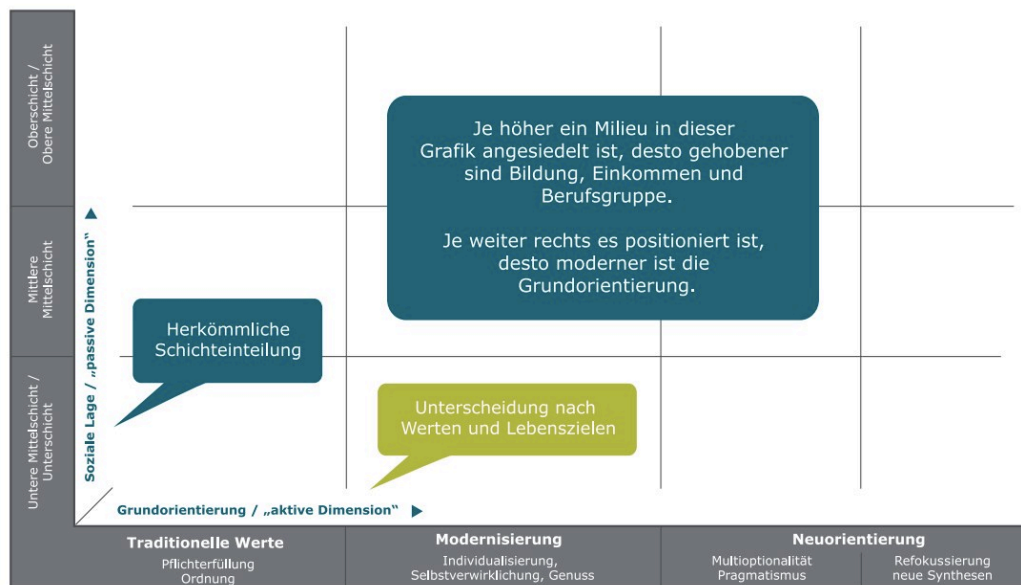 Oberschicht /
Obere Mittelschicht
Mittlere
Mittelschicht
Untere Mittelschicht /
Unterschicht
Soziale Lage / „passive Dimension“
Je höher ein Milieu in dieser
Grafik angesiedelt ist, desto gehobener
sind Bildung, Einkommen und
Berufsgruppe.
Je weiter rechts es positioniert ist,
desto moderner ist die
Grundorientierung.
Herkömmliche
Schichteinteilung
Unterscheidung nach
Werten und Lebenszielen
Grundorientierung / „aktive Dimension“
Traditionelle Werte
Pflichterfüllung
Ordnung
Modernisierung
Individualisierung,
Selbstverwirklichung, Genuss
Neuorientierung
Multioptionalität
Pragmatismus
Refokussierung
neue Synthesen